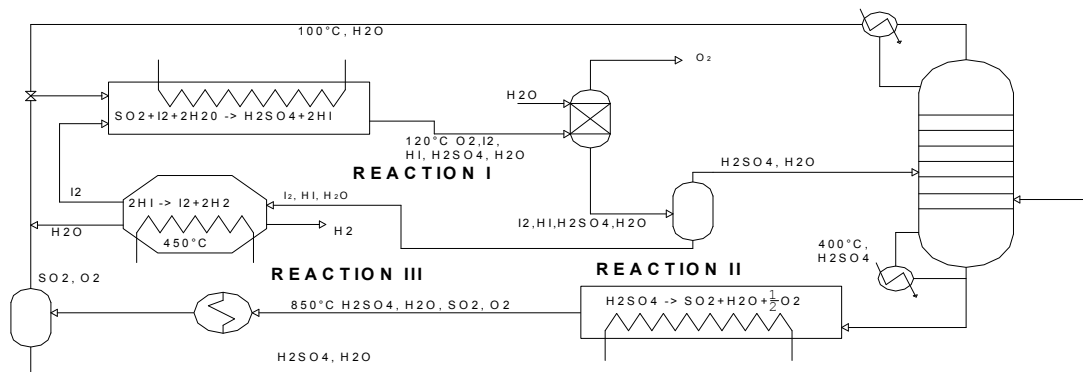 100°C, H2O
O2
H2O
SO2+I2+2H20 -> H2SO4+2HI
120°C O2,I2,
HI, H2SO4, H2O
REACTION I
H2SO4, H2O
I2
2HI -> I2+2H2
I2, HI, H2O
I2,HI,H2SO4,H2O
H2O
450°C
H2
400°C,
H2SO4
SO2, O2
REACTION III
REACTION II
850°C H2SO4, H2O, SO2, O2
H2SO4 -> SO2+H2O+1/2O2
H2SO4, H2O